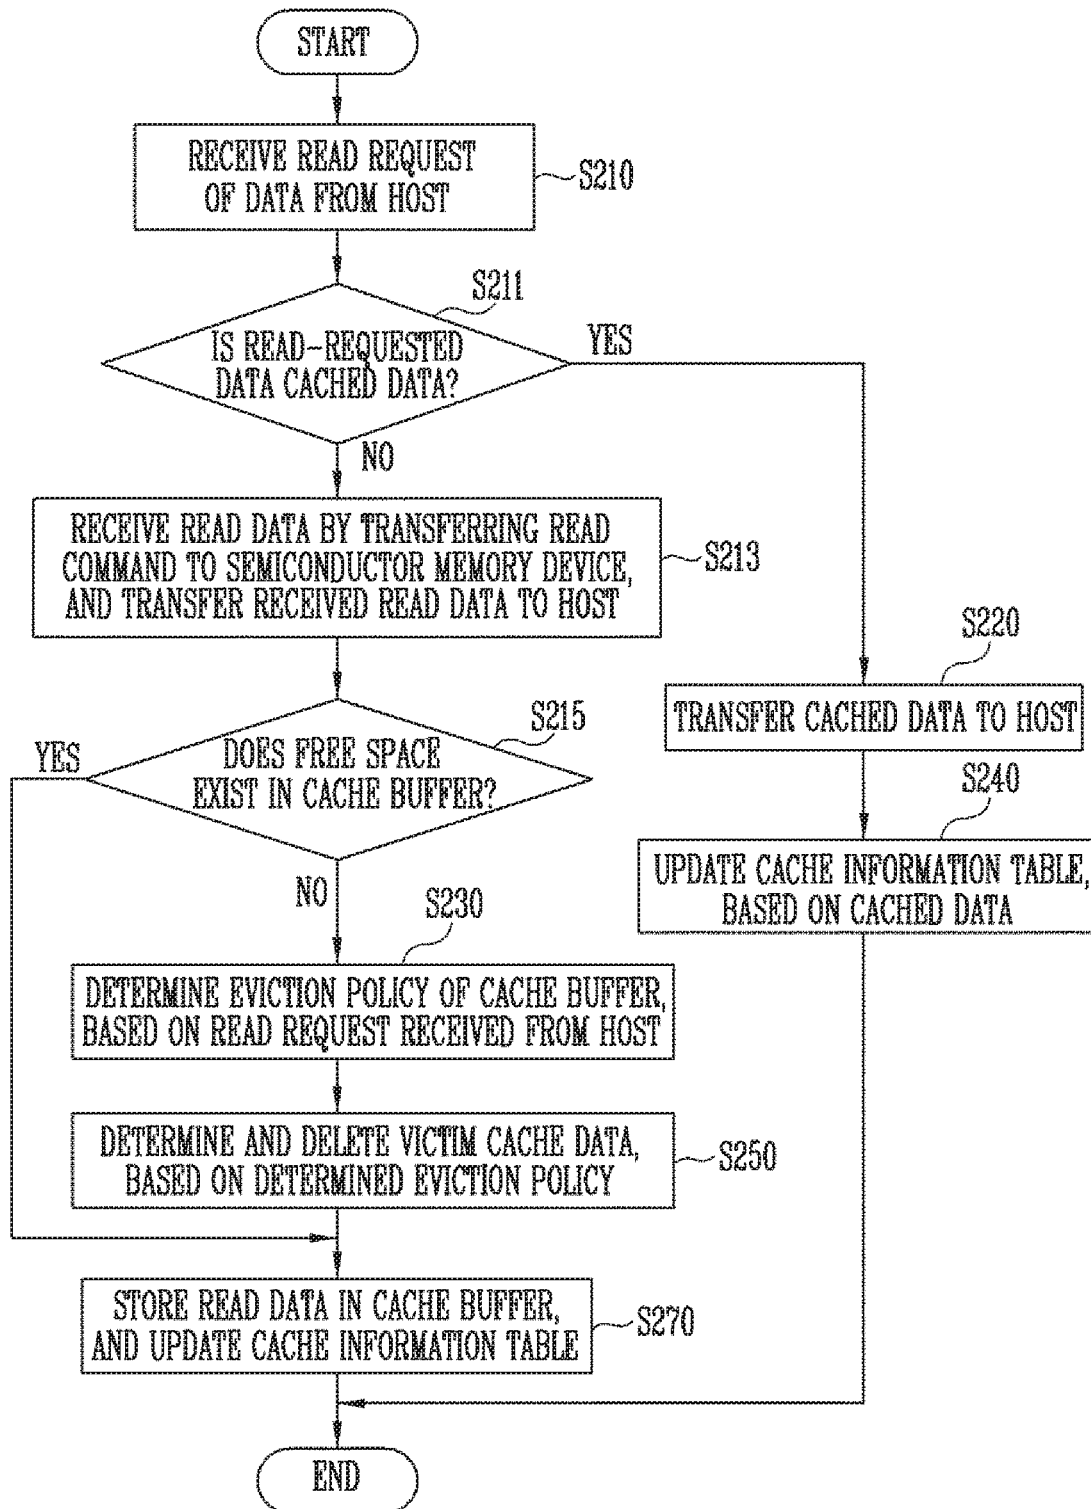 START
RECEIVE READ REQUEST
OF DATA FROM HOST
S210
S211
IS READ-REQUESTED
DATA CACHED DATA?
YES
NO
RECEIVE READ DATA BY TRANSFERRING READ
COMMAND TO SEMICONDUCTOR MEMORY DEVICE,
AND TRANSFER RECEIVED READ DATA TO HOST
S213
S220
TRANSFER CACHED DATA TO HOST
S215
DOES FREE SPACE
EXIST IN CACHE BUFFER?
YES
NO
S240
UPDATE CACHE INFORMATION TABLE,
BASED ON CACHED DATA
S230
DETERMINE EVICTION POLICY OF CACHE BUFFER,
BASED ON READ REQUEST RECEIVED FROM HOST
DETERMINE AND DELETE VICTIM CACHE DATA,
BASED ON DETERMINED EVICTION POLICY
S250
STORE READ DATA IN CACHE BUFFER,
AND UPDATE CACHE INFORMATION TABLE
S270
END